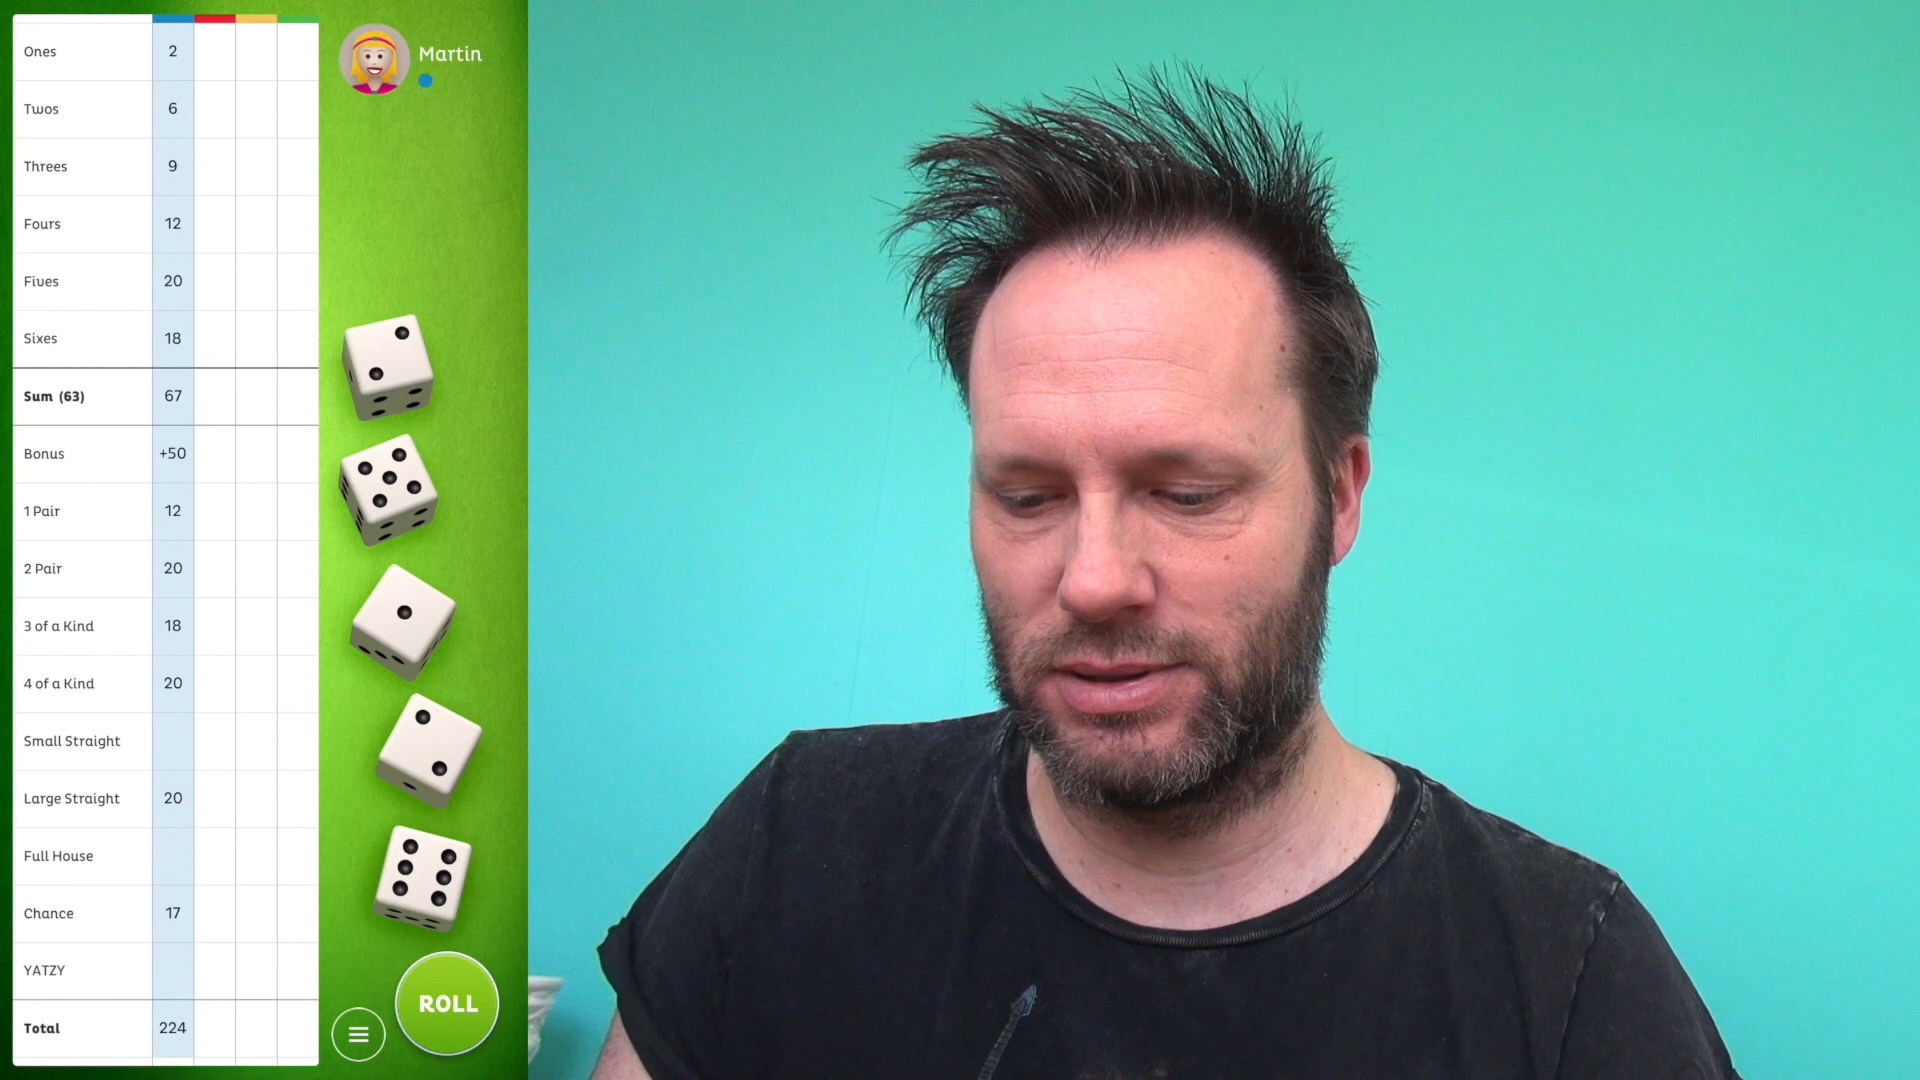 Ones 2
Twos 6
Threes 9
Fours 12
Fives 20
Sixes 18
Sum (63) 67
Bonus +50
1 Pair 12
2 Pair 20
3 of a Kind 18
4 of a Kind 20
Small Straight
Large Straight 20
Full House
Chance 17
YATZY
Total 224
Martin
ROLL